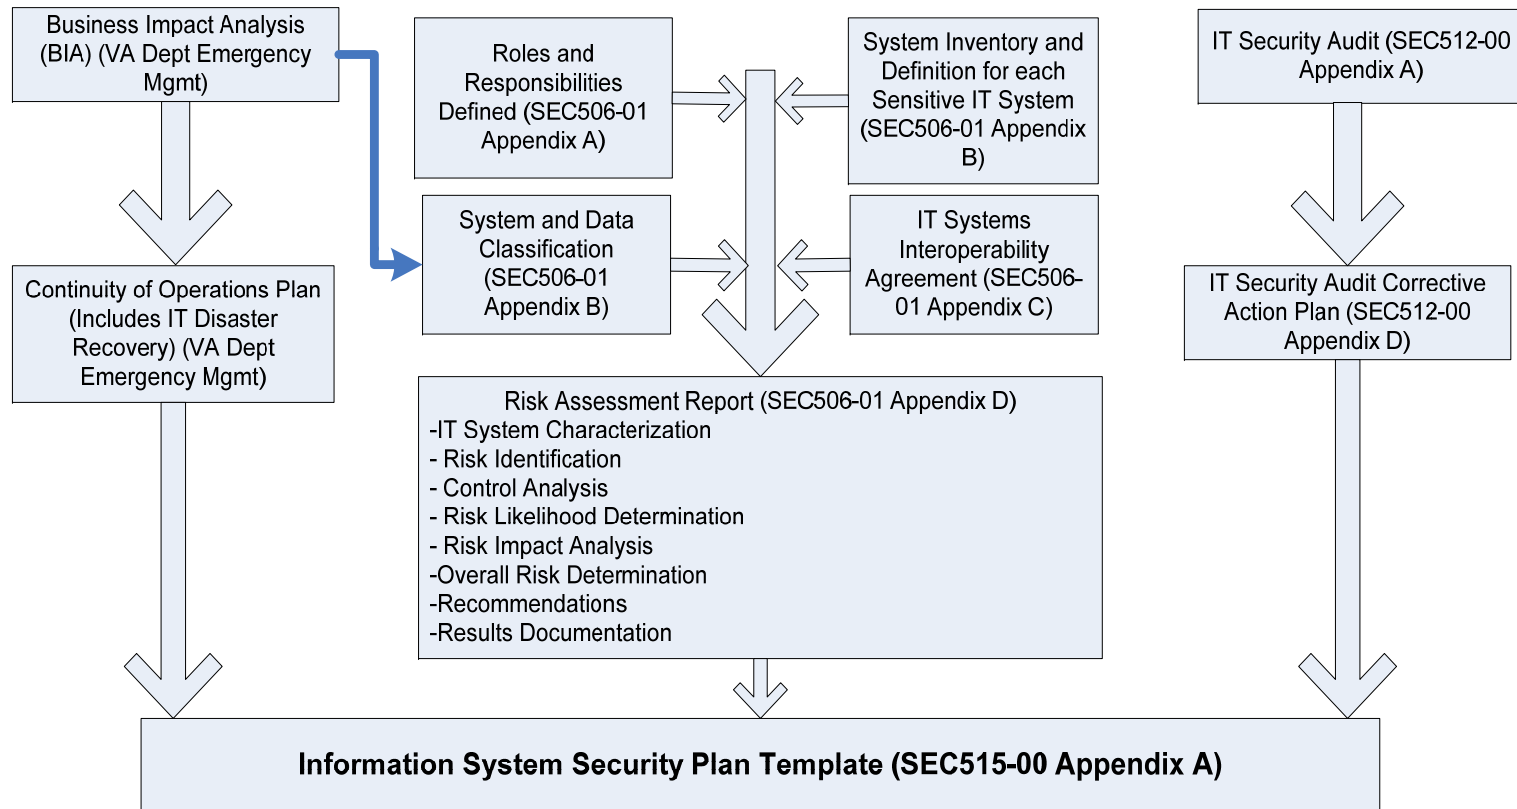 Business Impact Analysis
(BIA) (VA Dept Emergency
Mgmt)
Roles and
Responsibilities
Defined (SEC506-01
Appendix A)
System Inventory and
Definition for each
Sensitive IT System
(SEC506-01 Appendix
B)
IT Security Audit (SEC512-00
Appendix A)
System and Data
Classification
(SEC506-01
Appendix B)
IT Systems
Interoperability
Agreement (SEC506-
01 Appendix C)
Continuity of Operations Plan
(Includes IT Disaster
Recovery) (VA Dept
Emergency Mgmt)
IT Security Audit Corrective
Action Plan (SEC512-00
Appendix D)
Risk Assessment Report (SEC506-01 Appendix D)
-IT System Characterization
- Risk Identification
- Control Analysis
- Risk Likelihood Determination
- Risk Impact Analysis
-Overall Risk Determination
-Recommendations
-Results Documentation
Information System Security Plan Template (SEC515-00 Appendix A)